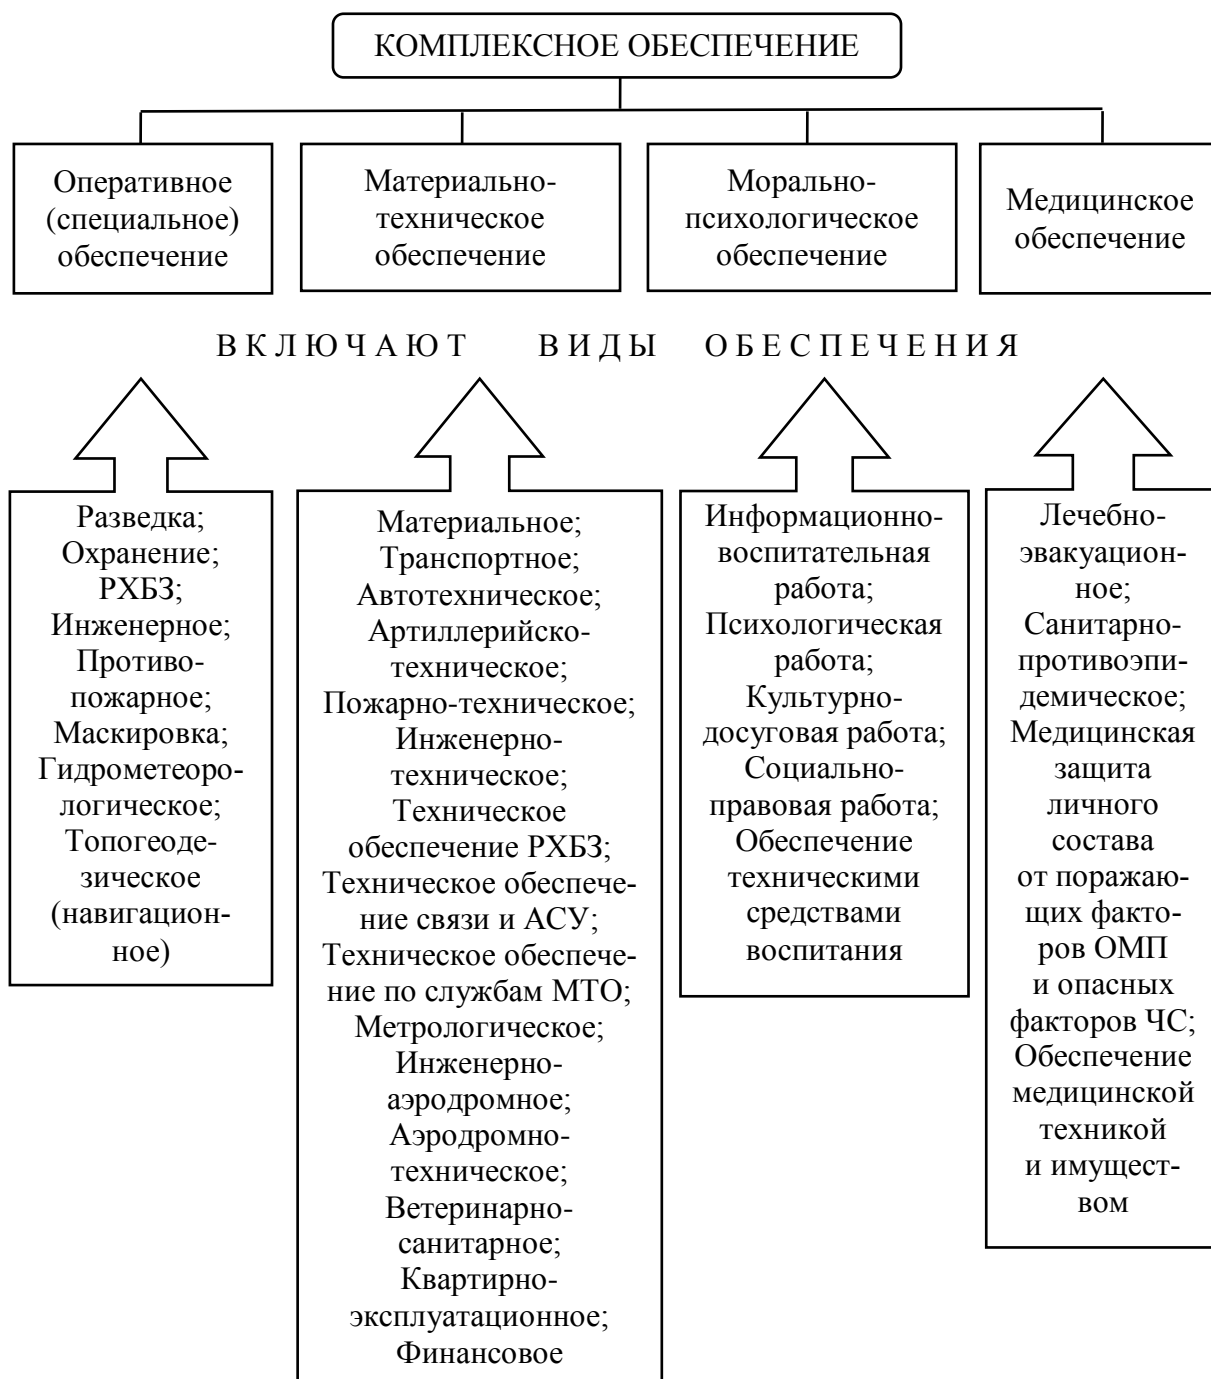 КОМПЛЕКСНОЕ ОБЕСПЕЧЕНИЕ
Оперативное
(специальное)
обеспечение
Материально-
техническое
обеспечение
Морально-
психологическое
обеспечение
Медицинское
обеспечение
ВКЛЮЧАЮТ ВИДЫ ОБЕСПЕЧЕНИЯ
Разведка;
Охранение;
РХБЗ;
Инженерное;
Противо-
пожарное;
Маскировка;
Гидрометеоро-
логическое;
Топогеоде-
зическое
(навигацион-
ное)
Материальное;
Транспортное;
Автотехническое;
Артиллерийско-
техническое;
Пожарно-техническое;
Инженерно-
техническое;
Техническое
обеспечение РХБЗ;
Техническое обеспече-
ние связи и АСУ;
Техническое обеспече-
ние по службам МТО;
Метрологическое;
Инженерно-
аэродромное;
Аэродромно-
техническое;
Ветеринарно-
санитарное;
Квартирно-
эксплуатационное;
Финансовое
Информационно-
воспитательная
работа;
Психологическая
работа;
Культурно-
досуговая работа;
Социально-
правовая работа;
Обеспечение
техническими
средствами
воспитания
Лечебно-
эвакуацион-
ное;
Санитарно-
противоэпи-
демическое;
Медицинская
защита
личного
состава
от поражаю-
щих факто-
ров ОМП
и опасных
факторов ЧС;
Обеспечение
медицинской
техникой
и имущест-
вом